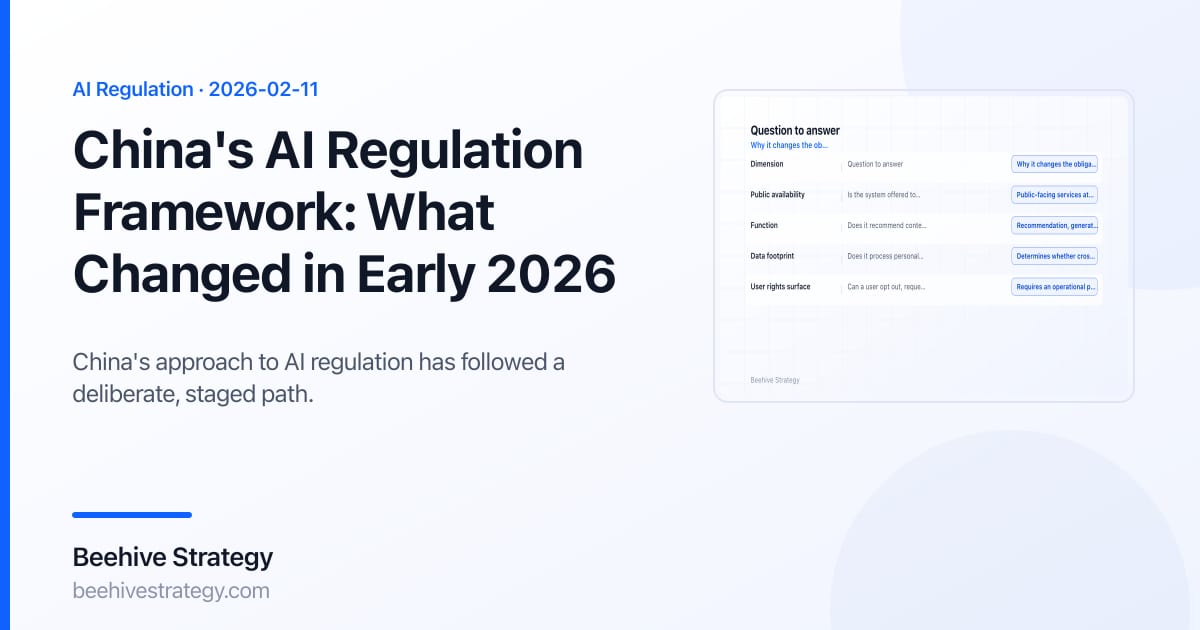 AI Regulation · 2026-02-11
China's AI Regulation
Framework: What
Changed in Early 2026
China's approach to AI regulation has followed a
deliberate, staged path.
Beehive Strategy
beehivestrategy.com
Question to answer
Why it changes the ob...
Dimension
Question to answer
Why it changes the obliga...
Public availability
Is the system offered to...
Public-facing services at...
Function
Does it recommend conte...
Recommendation, generat...
Data footprint
Does it process personal...
Determines whether cros...
User rights surface
Can a user opt out, reque...
Requires an operational p...
Beehive Strategy